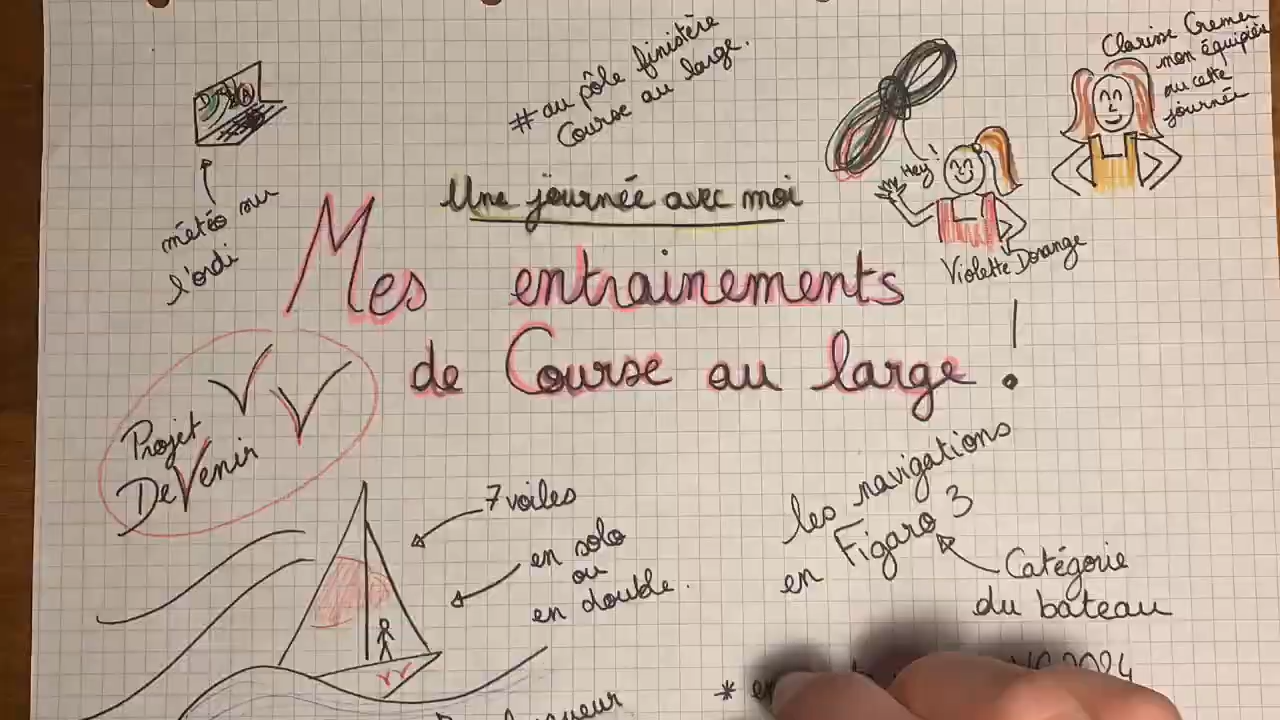 # au pôle finistère
Course au large.
Clarisse Cremer
mon équipière
au cette
journée
Hey!
Une journée avec moi
météo sur
l'ordi
Violette Dorange
Mes entrainements
de Course au large !
Projet
DeVenir
7 voiles
en solo
ou
en double.
les navigations
en Figaro 3
Catégorie
du bateau
*